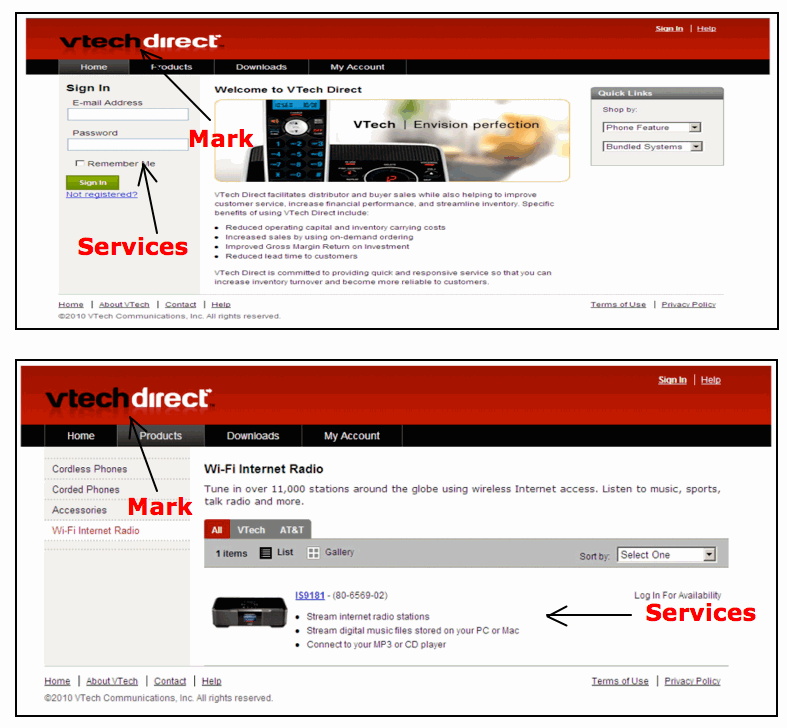 vtechdirect™
Sign In | Help
Home Products Downloads My Account
Sign In
E-mail Address
Password
Remember Me
Sign In
Not registered?
Mark
Services
Welcome to VTech Direct
VTech | Envision perfection
VTech Direct facilitates distributor and buyer sales while also helping to improve
customer service, increase financial performance, and streamline inventory. Specific
benefits of using VTech Direct include:
• Reduced operating capital and inventory carrying costs
• Increased sales by using on-demand ordering
• Improved Gross Margin Return on Investment
• Reduced lead time to customers
VTech Direct is committed to providing quick and responsive service so that you can
increase inventory turnover and become more reliable to customers.
Quick Links
Shop by:
Phone Feature
Bundled Systems
Home | About VTech | Contact | Help
Terms of Use | Privacy Policy
©2010 VTech Communications, Inc. All rights reserved.
vtechdirect™
Sign In | Help
Home Products Downloads My Account
Cordless Phones
Corded Phones
Accessories
Wi-Fi Internet Radio
Mark
Wi-Fi Internet Radio
Tune in over 11,000 stations around the globe using wireless Internet access. Listen to music, sports,
talk radio and more.
All VTech AT&T
1 items List Gallery
Sort by: Select One
IS9181 - (80-6569-02)
• Stream internet radio stations
• Stream digital music files stored on your PC or Mac
• Connect to your MP3 or CD player
Log In For Availability
Services
Home | About VTech | Contact | Help
Terms of Use | Privacy Policy
©2010 VTech Communications, Inc. All rights reserved.